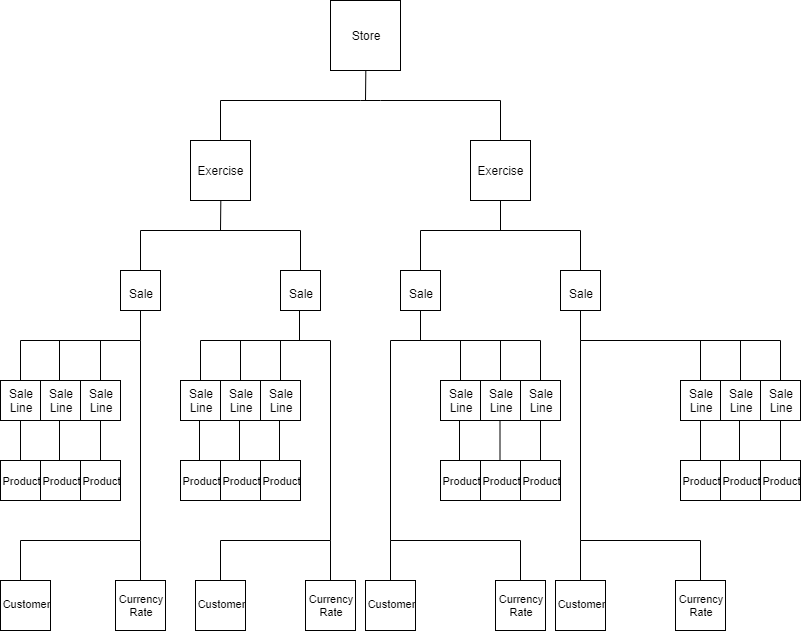 Store
Exercise Exercise
Sale Sale Sale Sale
Sale Sale Sale Sale Sale Sale Sale Sale Sale Sale Sale Sale
Line Line Line Line Line Line Line Line Line Line Line Line
Product Product Product Product Product Product Product Product Product Product Product Product
Currency Currency Currency Currency
Customer Customer Customer Customer
Rate Rate Rate Rate